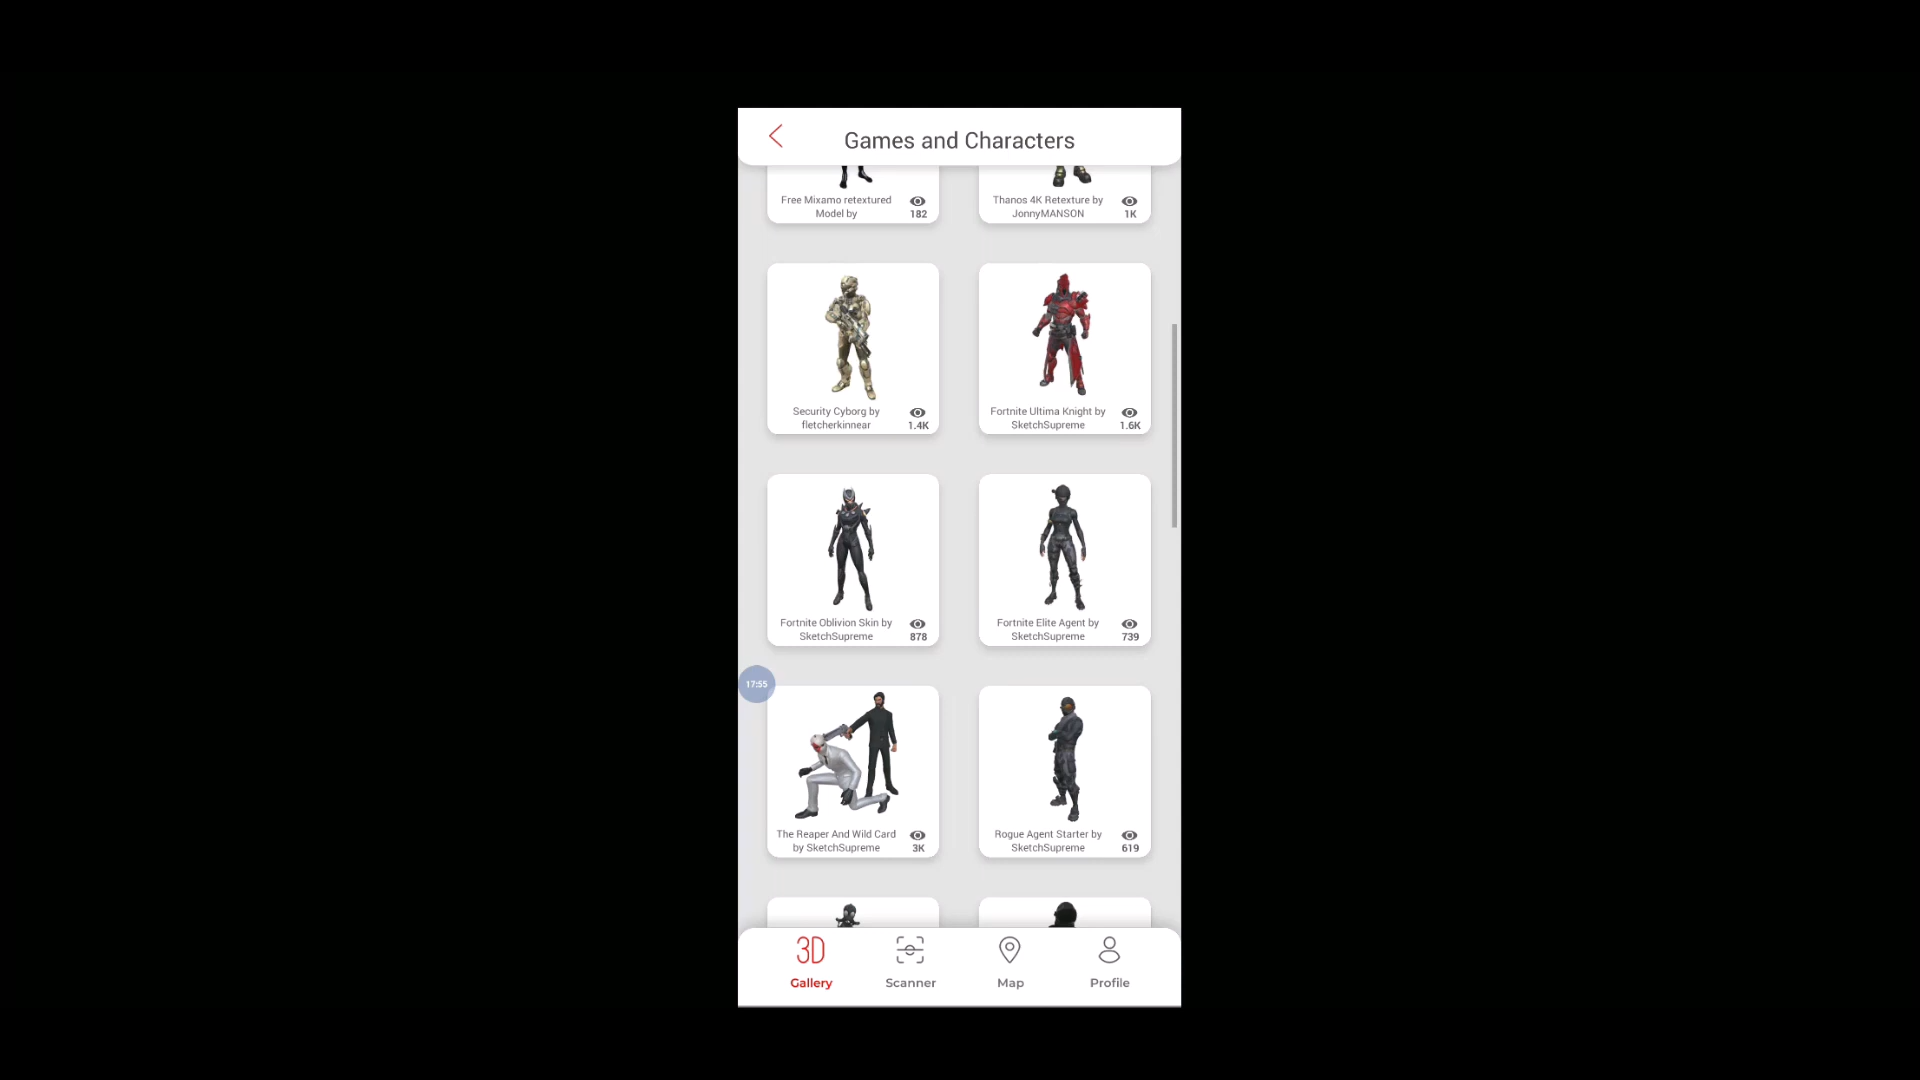 Games and Characters
Free Mixamo retextured
Model by
182
Thanos 4K Retexture by
JonnyMANSON
1K
Security Cyborg by
fletcherkinnear
1.4K
Fortnite Ultima Knight by
SketchSupreme
1.6K
Fortnite Oblivion Skin by
SketchSupreme
878
Fortnite Elite Agent by
SketchSupreme
739
17:55
The Reaper And Wild Card
by SketchSupreme
3K
Rogue Agent Starter by
SketchSupreme
619
3D
Gallery
Scanner
Map
Profile